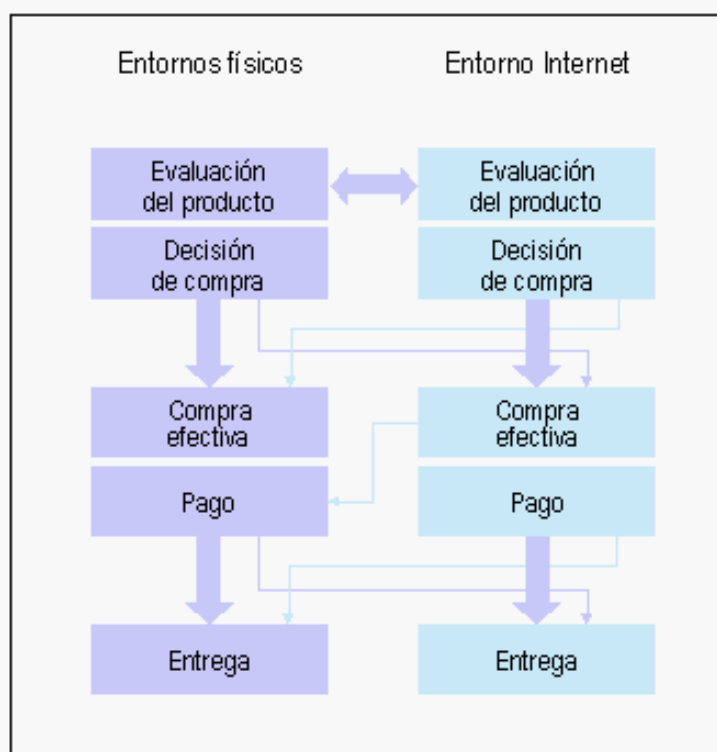 Entornos físicos
Entorno Internet
Evaluación
del producto
Evaluación
del producto
Decisión
de compra
Decisión
de compra
Compra
efectiva
Compra
efectiva
Pago
Pago
Entrega
Entrega